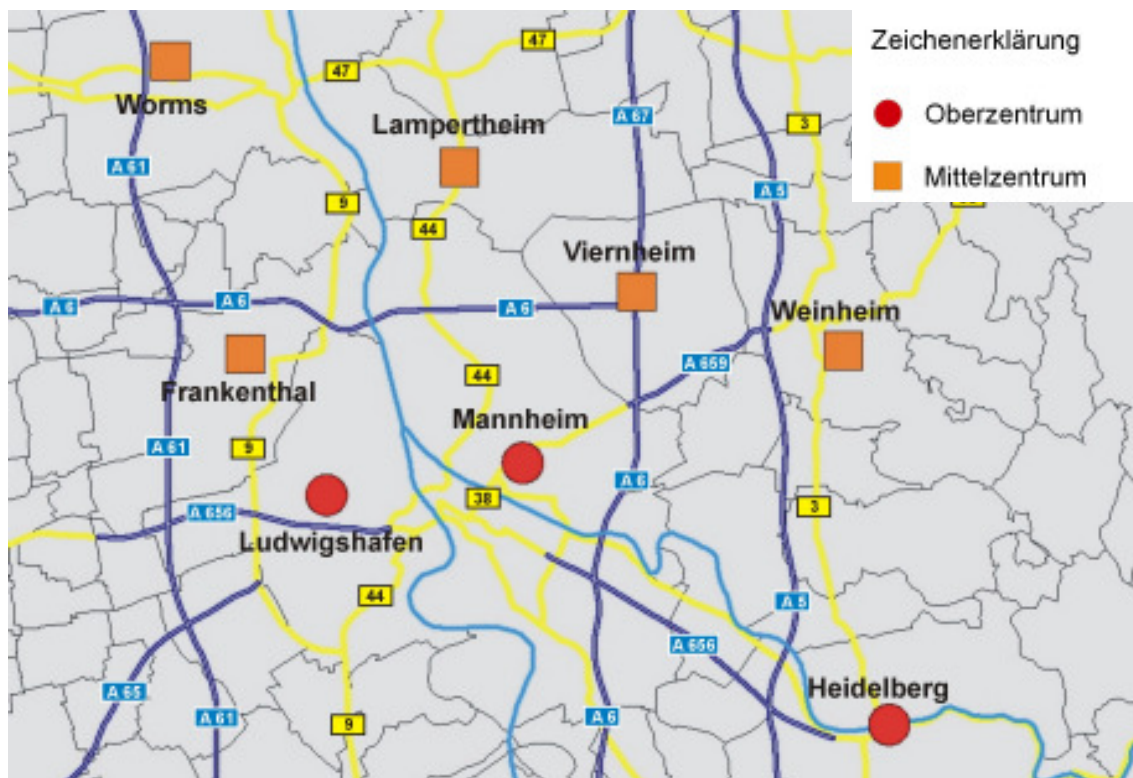 Zeichenerklärung
Oberzentrum
Mittelzentrum
47
47
Worms
Lampertheim
A 67
3
A 61
A 5
9
44
Viernheim
A 6
A 6
A 6
Weinheim
A 659
44
Frankenthal
Mannheim
9
A 61
A 6
38
3
A 656
Ludwigshafen
44
A 5
A 656
A 65
Heidelberg
A 61
9
A 6